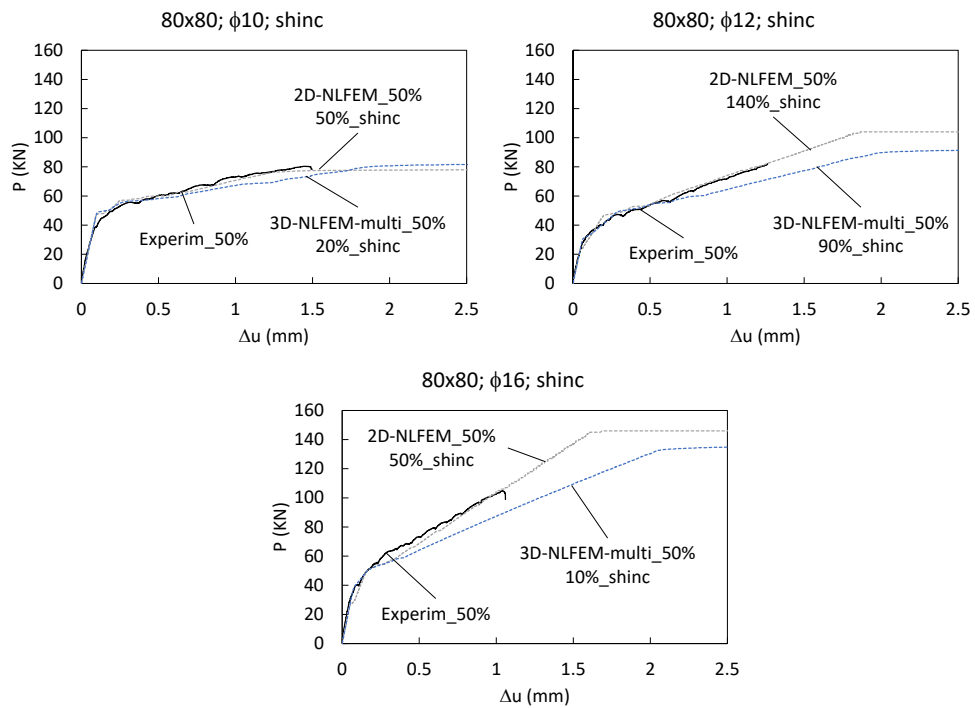 80x80; ϕ10; shinc
160
140
120
100
80
60
40
20
0
P (KN)
2D-NLFEM_50%
50%_shinc
3D-NLFEM-multi_50%
20%_shinc
Experim_50%
0 0.5 1 1.5 2 2.5
Δu (mm)
80x80; ϕ12; shinc
160
140
120
100
80
60
40
20
0
P (KN)
2D-NLFEM_50%
140%_shinc
3D-NLFEM-multi_50%
90%_shinc
Experim_50%
0 0.5 1 1.5 2 2.5
Δu (mm)
80x80; ϕ16; shinc
160
140
120
100
80
60
40
20
0
P (KN)
2D-NLFEM_50%
50%_shinc
3D-NLFEM-multi_50%
10%_shinc
Experim_50%
0 0.5 1 1.5 2 2.5
Δu (mm)